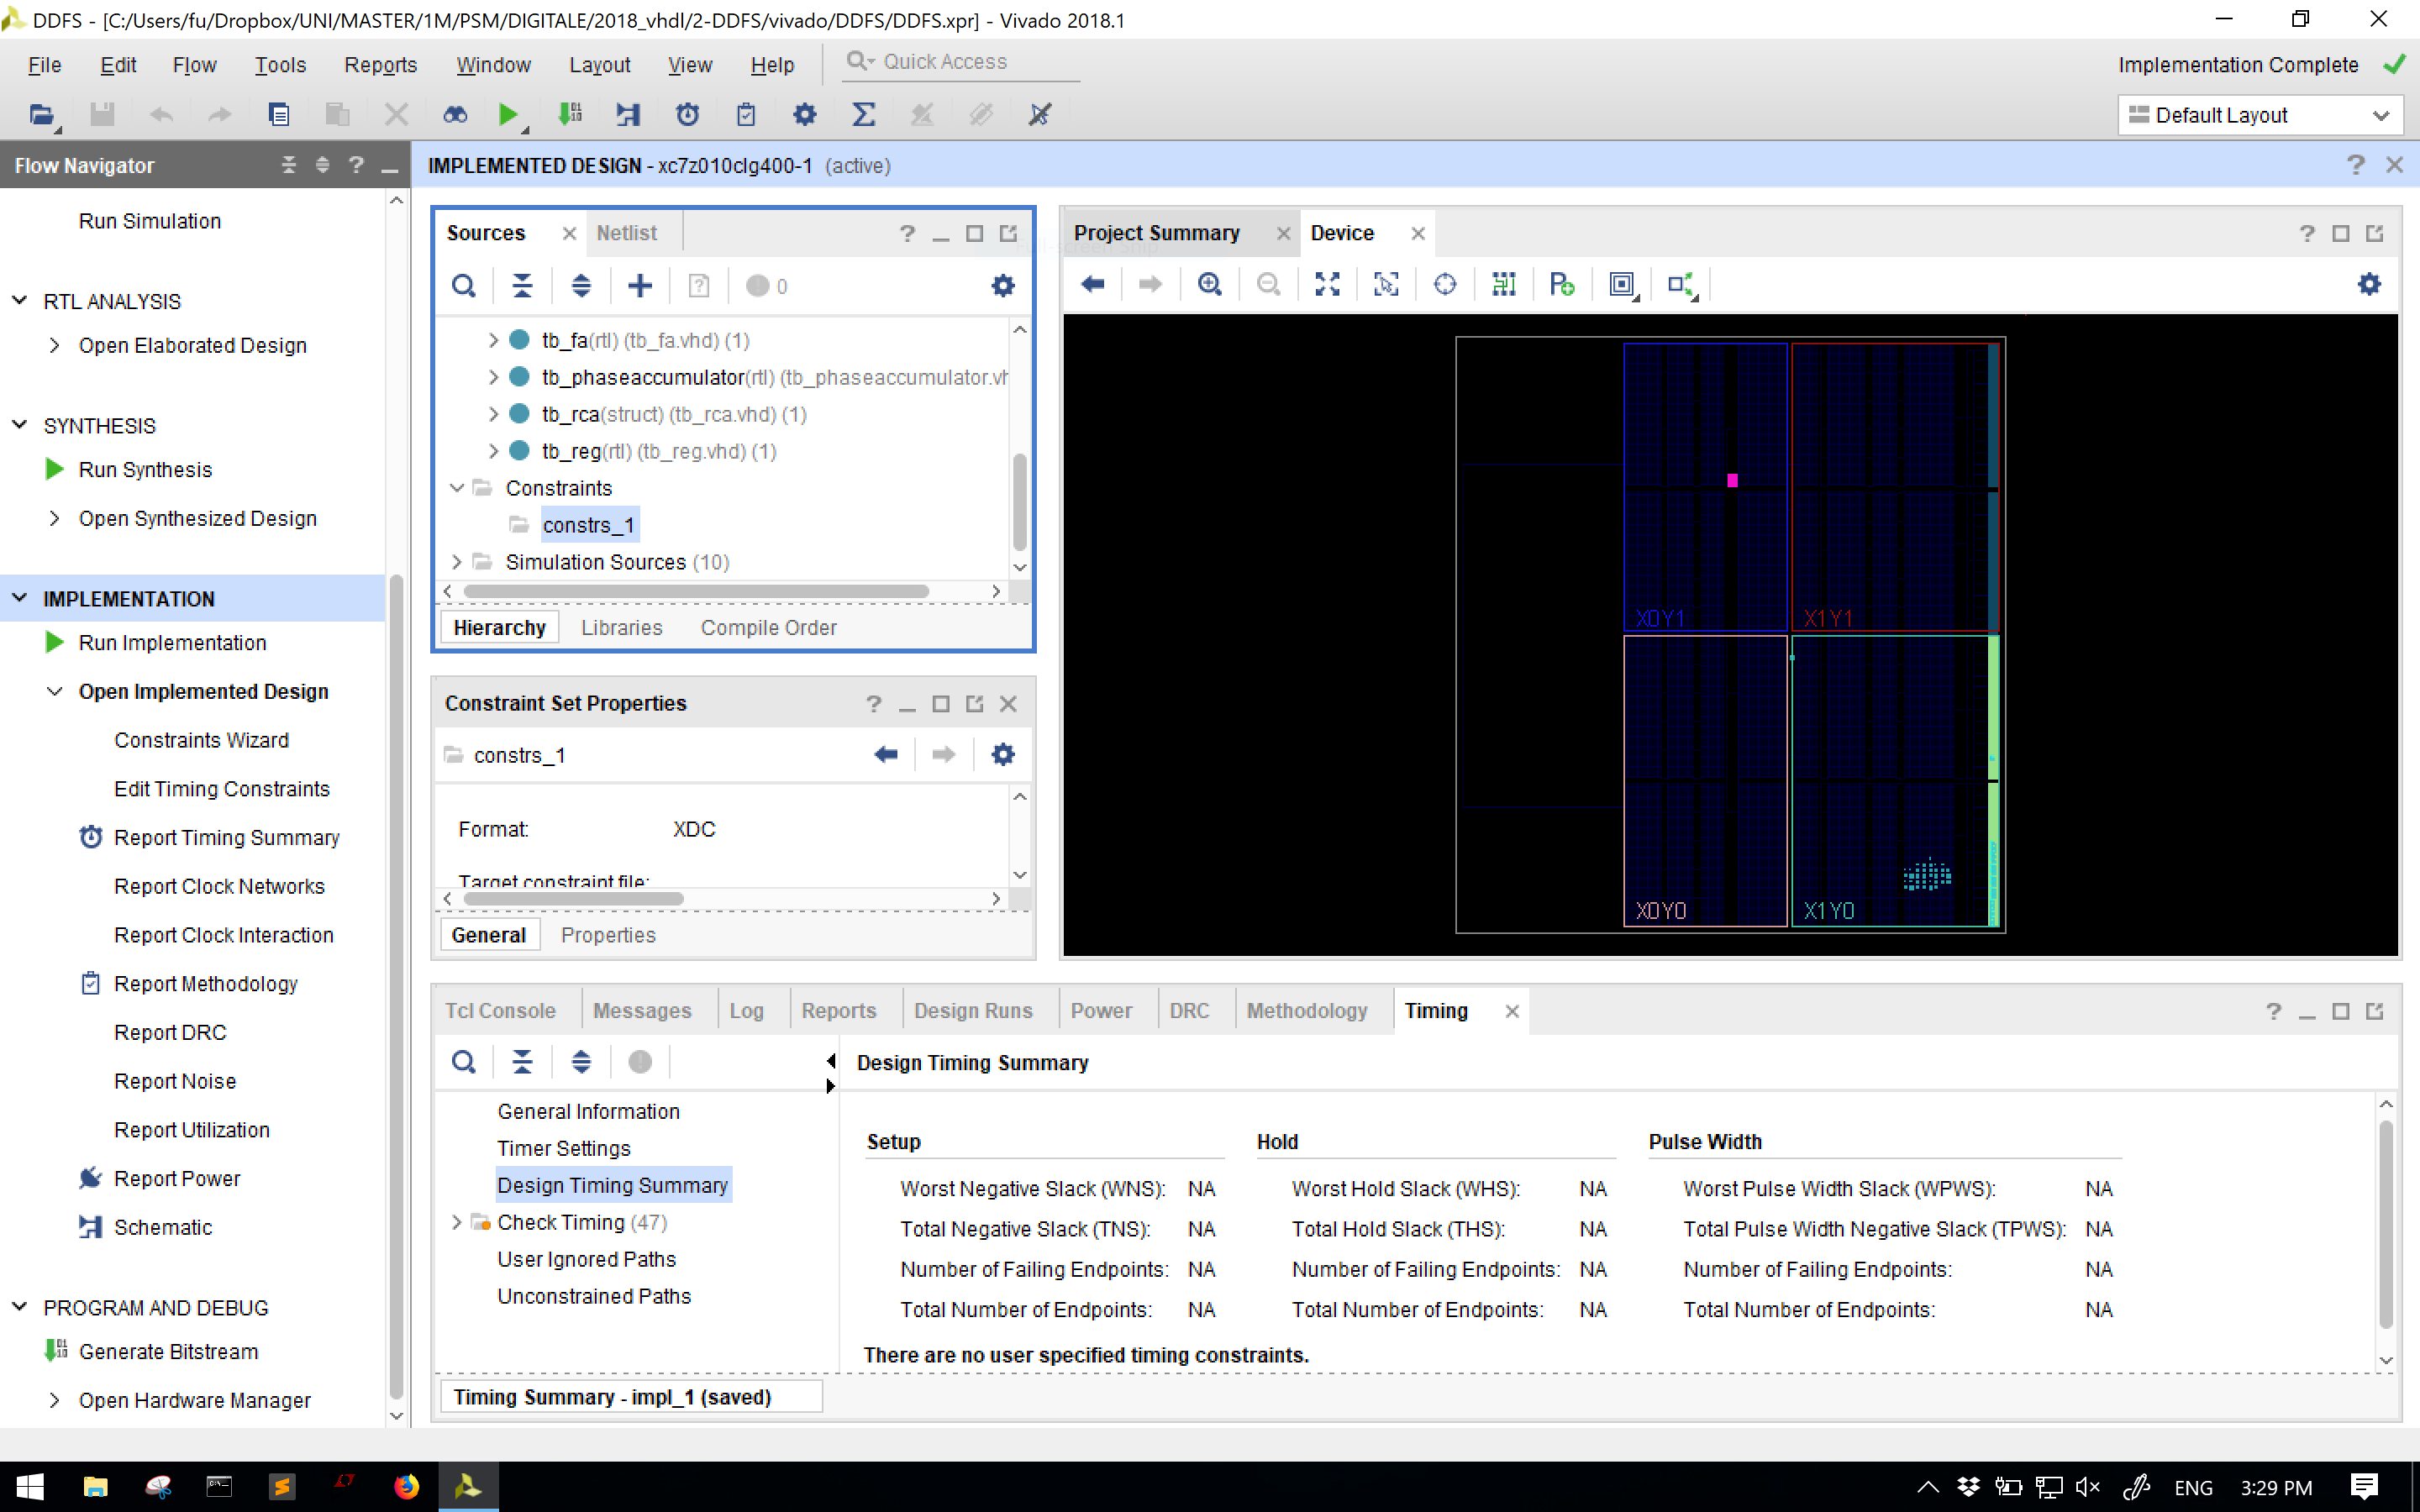 DDFS - [C:/Users/fu/Dropbox/UNI/MASTER/1M/PSM/DIGITALE/2018_vhdl/2-DDFS/vivado/DDFS/DDFS.xpr] - Vivado 2018.1
File Edit Flow Tools Reports Window Layout View Help Quick Access Implementation Complete
Default Layout
Flow Navigator
IMPLEMENTED DESIGN - xc7z010clg400-1 (active)
Run Simulation
RTL ANALYSIS
Open Elaborated Design
SYNTHESIS
Run Synthesis
Open Synthesized Design
IMPLEMENTATION
Run Implementation
Open Implemented Design
Constraints Wizard
Edit Timing Constraints
Report Timing Summary
Report Clock Networks
Report Clock Interaction
Report Methodology
Report DRC
Report Noise
Report Utilization
Report Power
Schematic
PROGRAM AND DEBUG
Generate Bitstream
Open Hardware Manager
Sources Netlist
0
tb_fa(rtl) (tb_fa.vhd) (1)
tb_phaseaccumulator(rtl) (tb_phaseaccumulator.vh
tb_rca(struct) (tb_rca.vhd) (1)
tb_reg(rtl) (tb_reg.vhd) (1)
Constraints
constrs_1
Simulation Sources (10)
Hierarchy Libraries Compile Order
Constraint Set Properties
constrs_1
Format: XDC
Target constraint file:
General Properties
Project Summary Device
X0Y1 X1Y1
X0Y0 X1Y0
Tcl Console Messages Log Reports Design Runs Power DRC Methodology Timing
Design Timing Summary
General Information
Timer Settings
Design Timing Summary
Check Timing (47)
User Ignored Paths
Unconstrained Paths
Setup Hold Pulse Width
Worst Negative Slack (WNS): NA Worst Hold Slack (WHS): NA Worst Pulse Width Slack (WPWS): NA
Total Negative Slack (TNS): NA Total Hold Slack (THS): NA Total Pulse Width Negative Slack (TPWS): NA
Number of Failing Endpoints: NA Number of Failing Endpoints: NA Number of Failing Endpoints: NA
Total Number of Endpoints: NA Total Number of Endpoints: NA Total Number of Endpoints: NA
There are no user specified timing constraints.
Timing Summary - impl_1 (saved)
ENG 3:29 PM